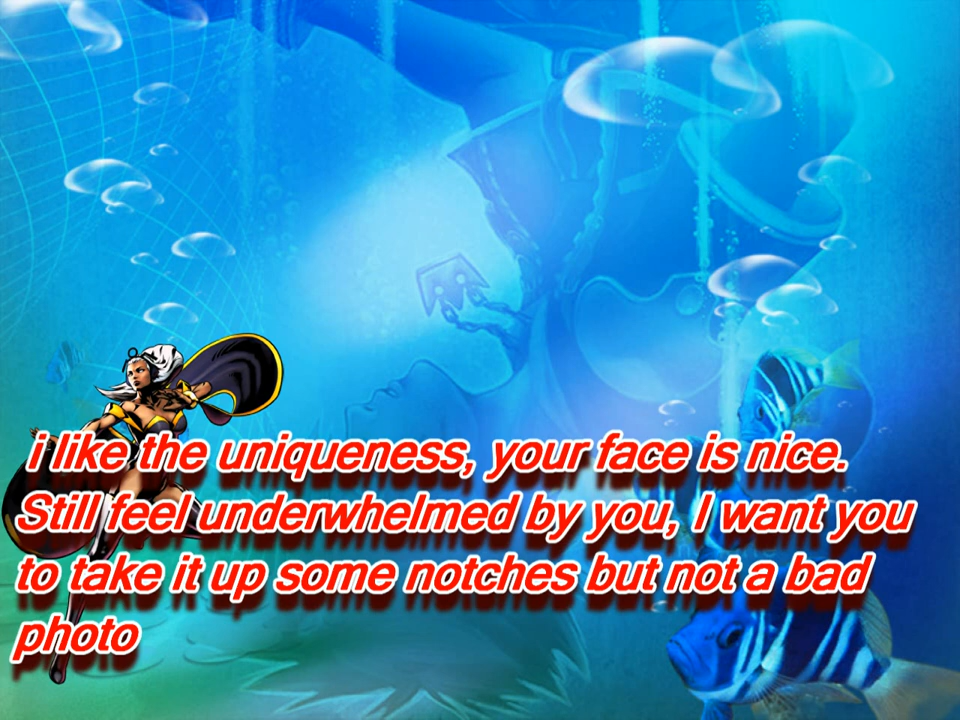 i like the uniqueness, your face is nice.
Still feel underwhelmed by you, I want you
to take it up some notches but not a bad
photo